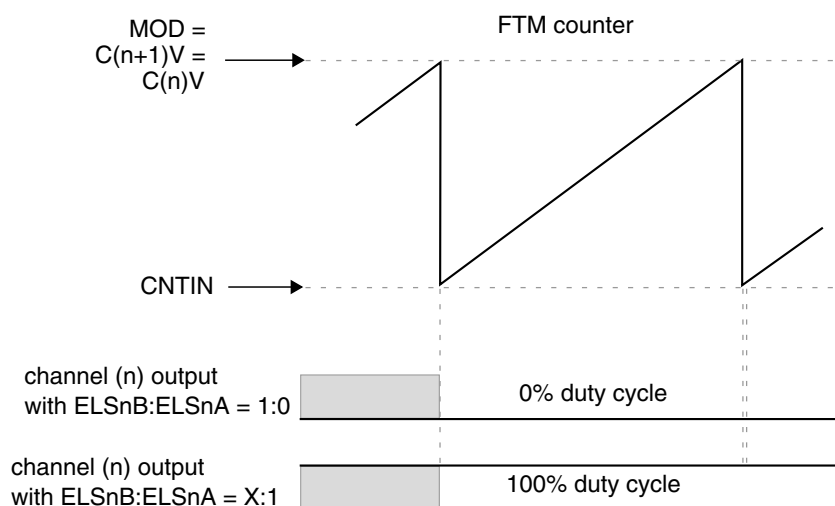 MOD =
C(n+1)V =
C(n)V
FTM counter
CNTIN
channel (n) output
with ELSnB:ELSnA = 1:0
0% duty cycle
channel (n) output
with ELSnB:ELSnA = X:1
100% duty cycle